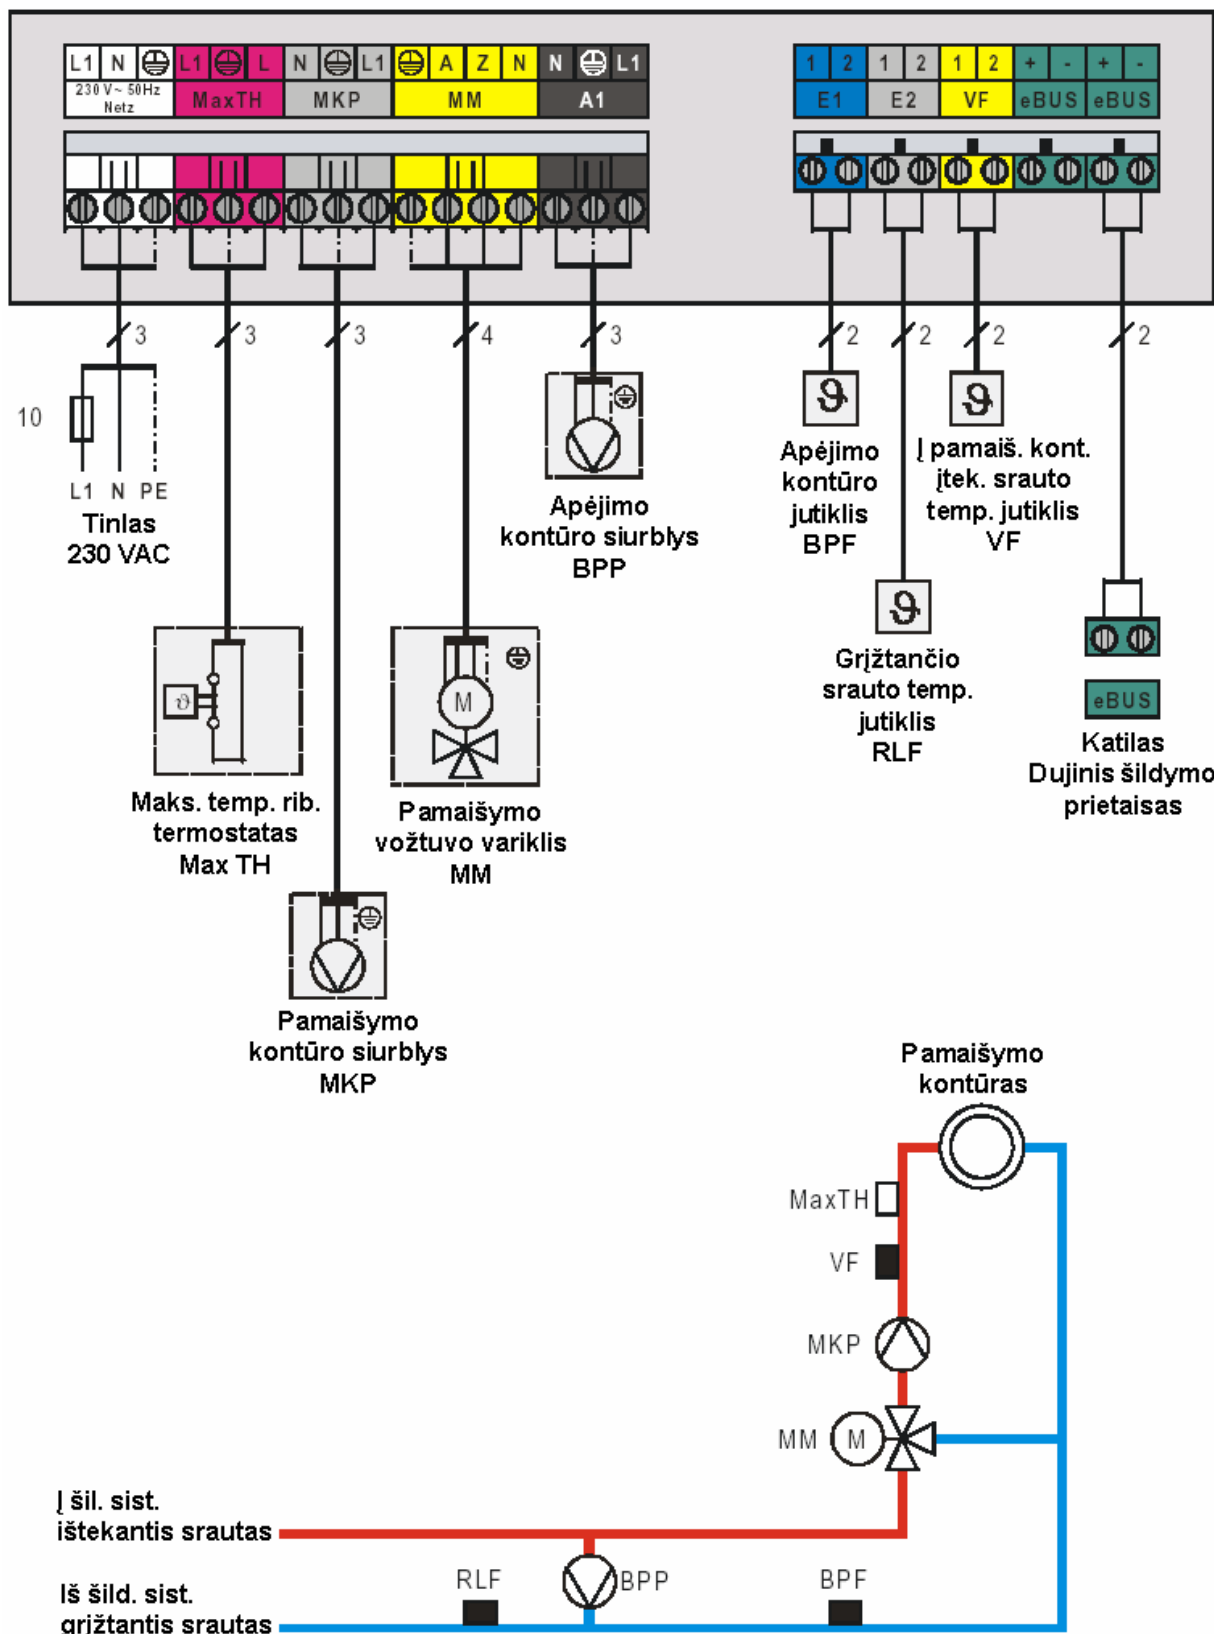 L1 N L1 L N L1 A Z N N L1
1 2 1 2 1 2 + - + -
230 V~ 50Hz
Netz
MaxTH MKP MM A1
E1 E2 VF eBUS eBUS
3 3 3 4 3 2 2 2 2
10
L1 N PE
Tinlas
230 VAC
Apėjimo
kontūro siurblys
BPP
ϑ
Apėjimo
kontūro
jutiklis
BPF
ϑ
Į pamaiš. kont.
įtek. srauto
temp. jutiklis
VF
ϑ
Grįžtančio
srauto temp.
jutiklis
RLF
eBUS
Katilas
Dujinis šildymo
prietaisas
ϑ
Maks. temp. rib.
termostatas
Max TH
M
Pamaišymo
vožtuvo variklis
MM
Pamaišymo
kontūro siurblys
MKP
Pamaišymo
kontūras
MaxTH
VF
MKP
MM M
Į šil. sist.
ištekantis srautas
RLF BPP BPF
Iš šild. sist.
grįžtantis srautas